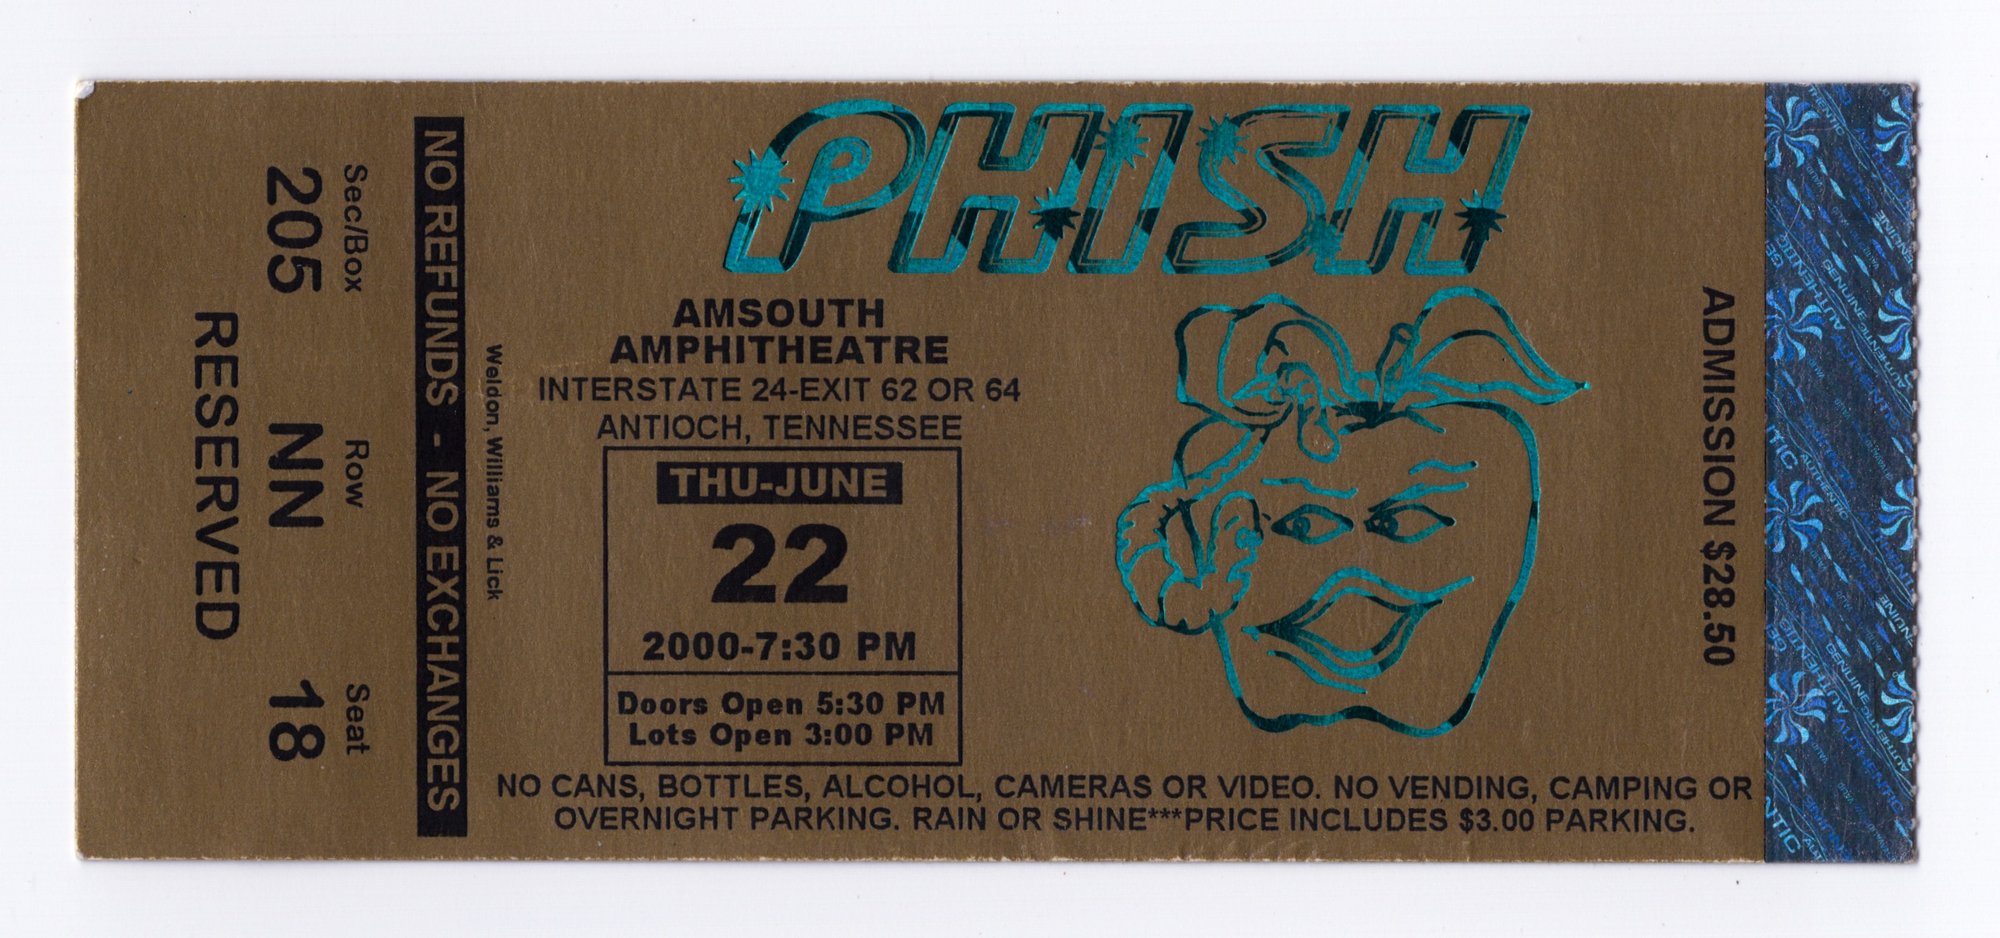 Sec/Box
205
Row
NN
Seat
18
RESERVED
NO REFUNDS - NO EXCHANGES
Weldon, Williams & Lick
PHISH
AMSOUTH
AMPHITHEATRE
INTERSTATE 24-EXIT 62 OR 64
ANTIOCH, TENNESSEE
THU-JUNE
22
2000-7:30 PM
Doors Open 5:30 PM
Lots Open 3:00 PM
NO CANS, BOTTLES, ALCOHOL, CAMERAS OR VIDEO. NO VENDING, CAMPING OR
OVERNIGHT PARKING. RAIN OR SHINE***PRICE INCLUDES $3.00 PARKING.
ADMISSION $28.50
AUTHENTIC
GENUINE